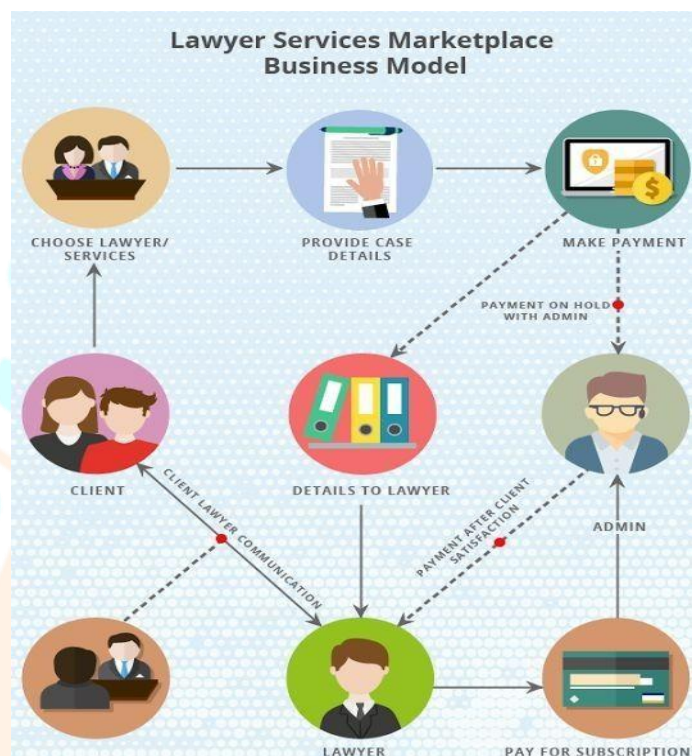 Lawyer Services Marketplace
Business Model
CHOOSE LAWYER/
SERVICES
PROVIDE CASE
DETAILS
MAKE PAYMENT
PAYMENT ON HOLD
WITH ADMIN
CLIENT
DETAILS TO LAWYER
ADMIN
CLIENT LAWYER COMMUNICATION
PAYMENT AFTER CLIENT
SATISFACTION
LAWYER
PAY FOR SUBSCRIPTION